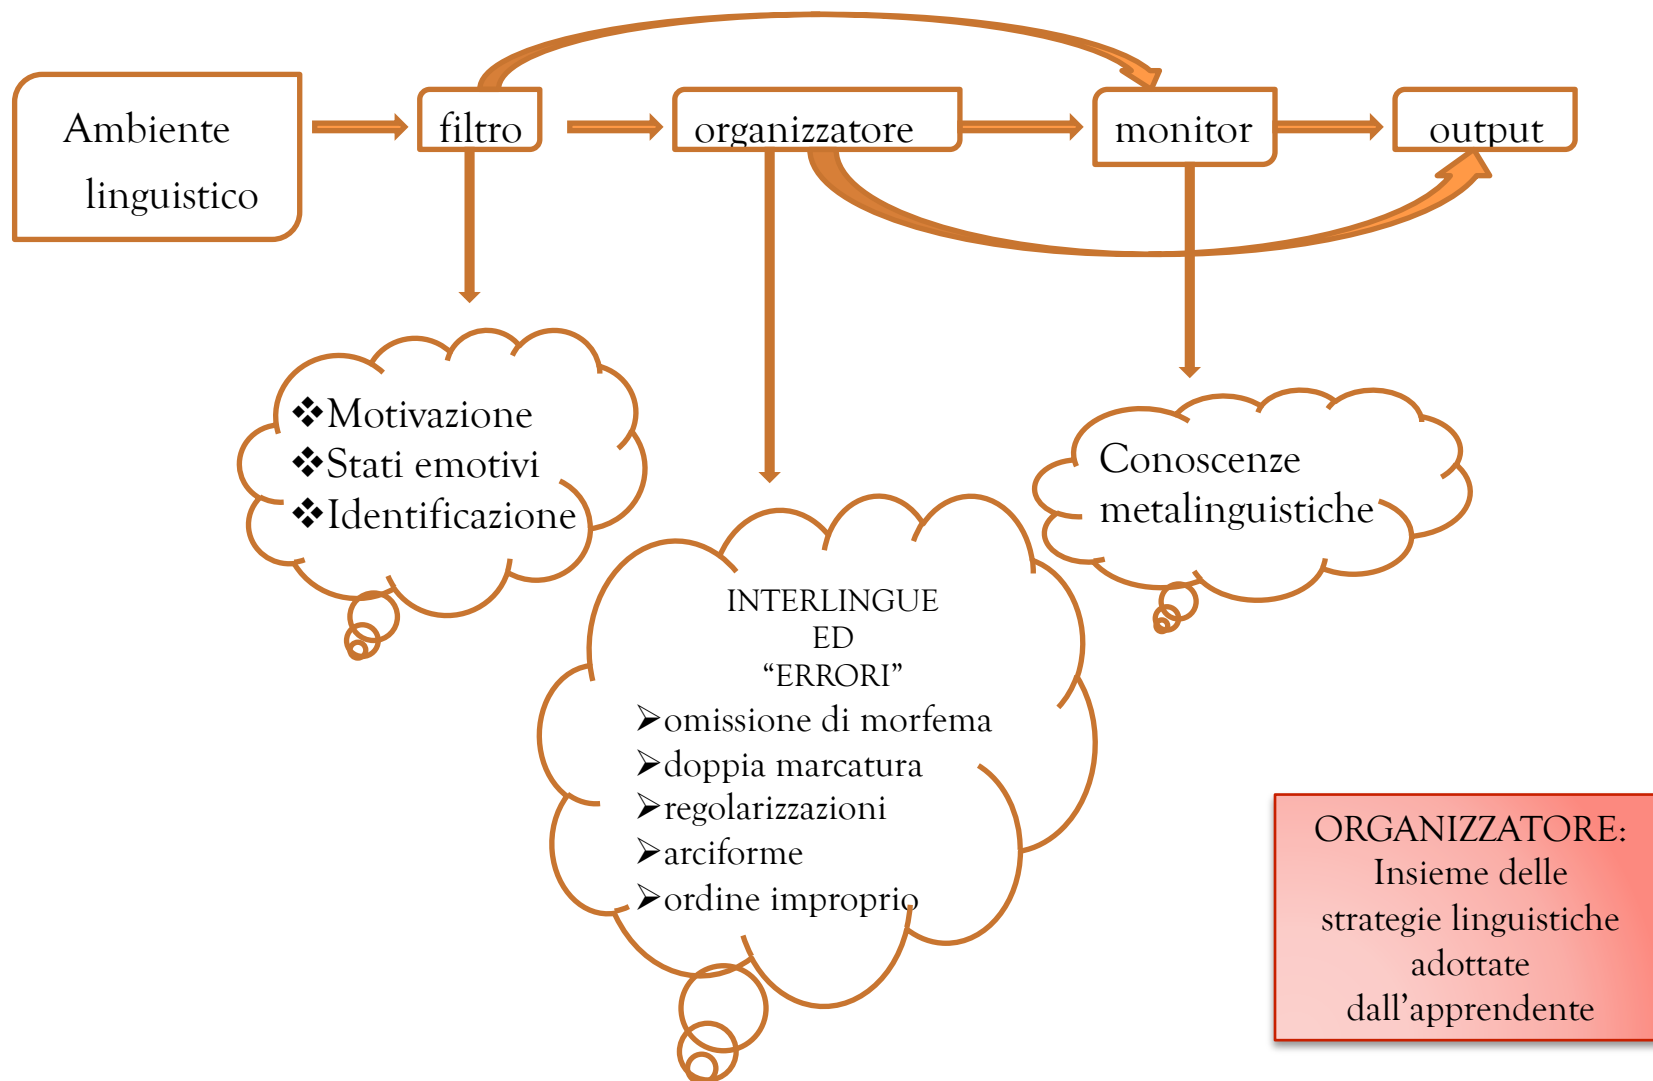 Ambiente
linguistico
filtro
organizzatore
monitor
output
❖Motivazione
❖Stati emotivi
❖Identificazione
INTERLINGUE
ED
“ERRORI”
➢omissione di morfema
➢doppia marcatura
➢regolarizzazioni
➢arciforme
➢ordine improprio
Conoscenze
metalinguistiche
ORGANIZZATORE:
Insieme delle
strategie linguistiche
adottate
dall’apprendente